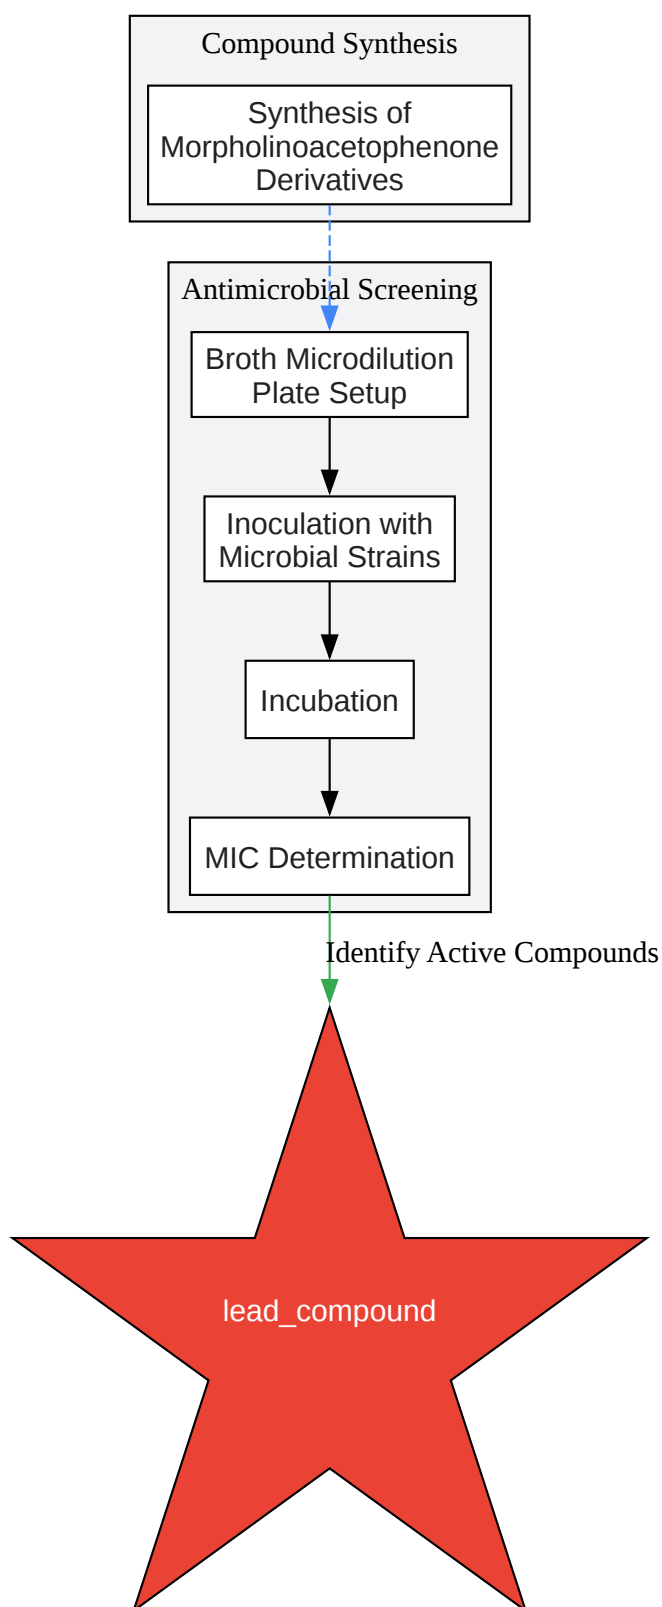 Compound Synthesis
Synthesis of
Morpholinoacetophenone
Derivatives
Antimicrobial Screening
Broth Microdilution
Plate Setup
Inoculation with
Microbial Strains
Incubation
MIC Determination
Identify Active Compounds
lead_compound